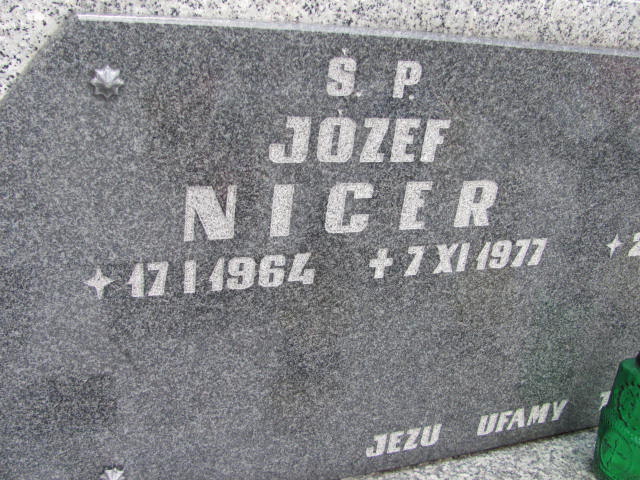 Ś. P.
JÓZEF
NICER
17 I 1964 + 7 XI 1977
JEZU UFAMY